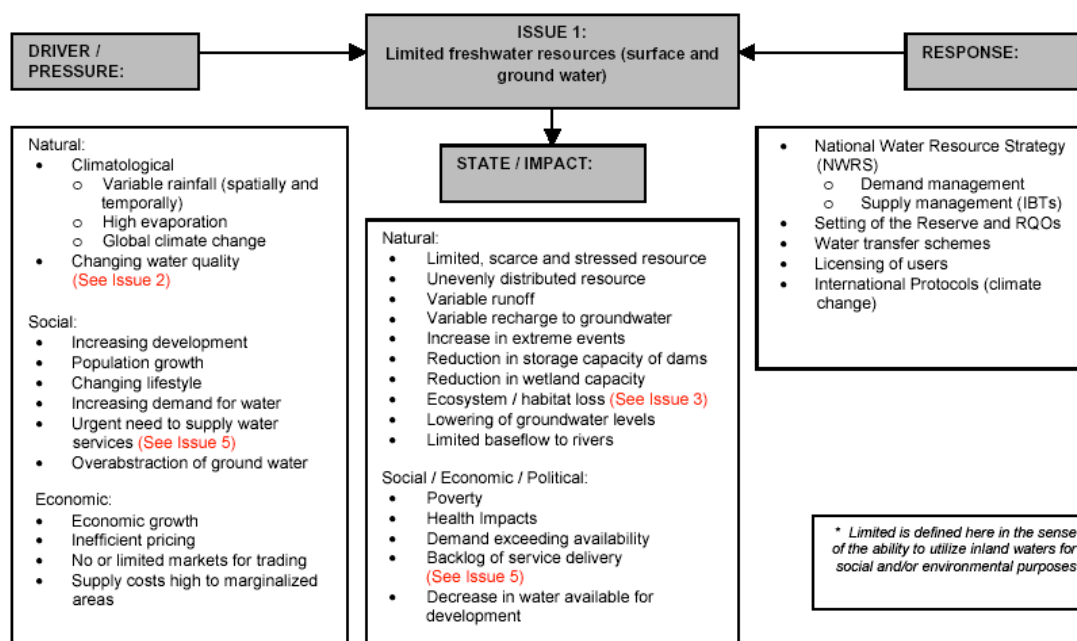 DRIVER /
PRESSURE:
ISSUE 1:
Limited freshwater resources (surface and
ground water)
RESPONSE:
STATE / IMPACT:
Natural:
• Climatological
o Variable rainfall (spatially and
temporally)
o High evaporation
o Global climate change
• Changing water quality
(See Issue 2)
Social:
• Increasing development
• Population growth
• Changing lifestyle
• Increasing demand for water
• Urgent need to supply water
services (See Issue 5)
• Overabstraction of ground water
Economic:
• Economic growth
• Inefficient pricing
• No or limited markets for trading
• Supply costs high to marginalized
areas
Natural:
• Limited, scarce and stressed resource
• Unevenly distributed resource
• Variable runoff
• Variable recharge to groundwater
• Increase in extreme events
• Reduction in storage capacity of dams
• Reduction in wetland capacity
• Ecosystem / habitat loss (See Issue 3)
• Lowering of groundwater levels
• Limited baseflow to rivers
Social / Economic / Political:
• Poverty
• Health Impacts
• Demand exceeding availability
• Backlog of service delivery
(See Issue 5)
• Decrease in water available for
development
• National Water Resource Strategy
(NWRS)
o Demand management
o Supply management (IBTs)
• Setting of the Reserve and RQOs
• Water transfer schemes
• Licensing of users
• International Protocols (climate
change)
* Limited is defined here in the sense
of the ability to utilize inland waters for
social and/or environmental purposes